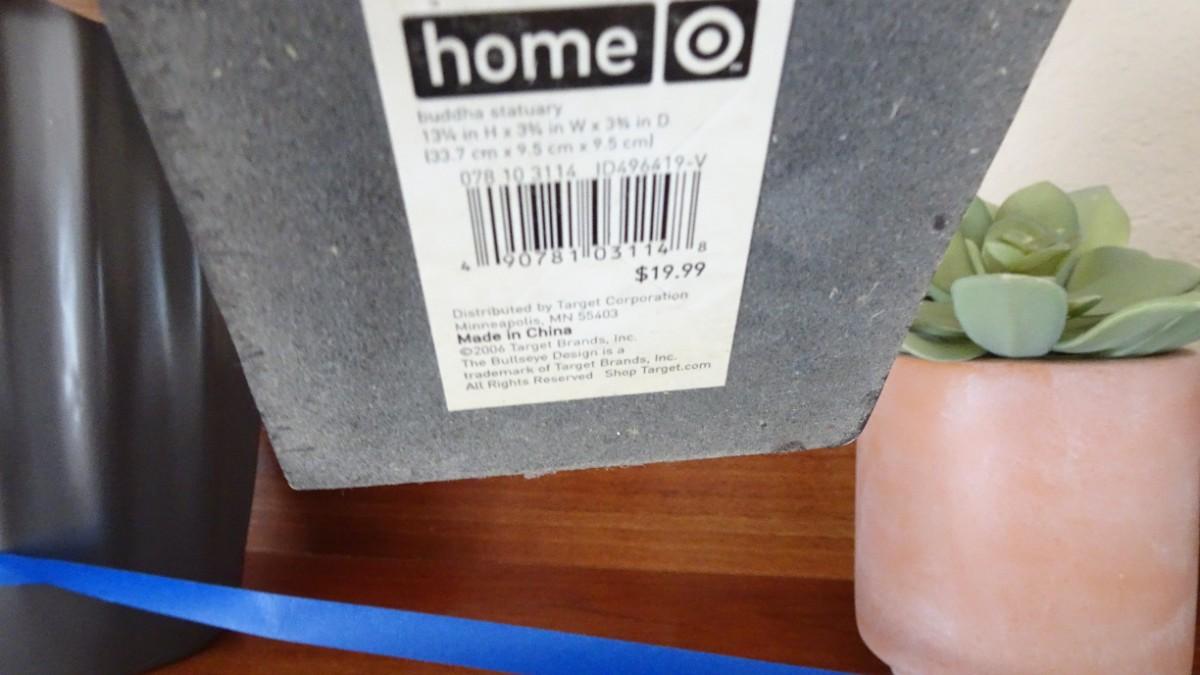 home
buddha statuary
13¼ in H x 3¾ in W x 3¾ in D
(33.7 cm x 9.5 cm x 9.5 cm)
078 10 3114 ID496419-V
4 90781 03114 8
$19.99
Distributed by Target Corporation
Minneapolis, MN 55403
Made in China
©2006 Target Brands, Inc.
The Bullseye Design is a
trademark of Target Brands, Inc.
All Rights Reserved Shop Target.com